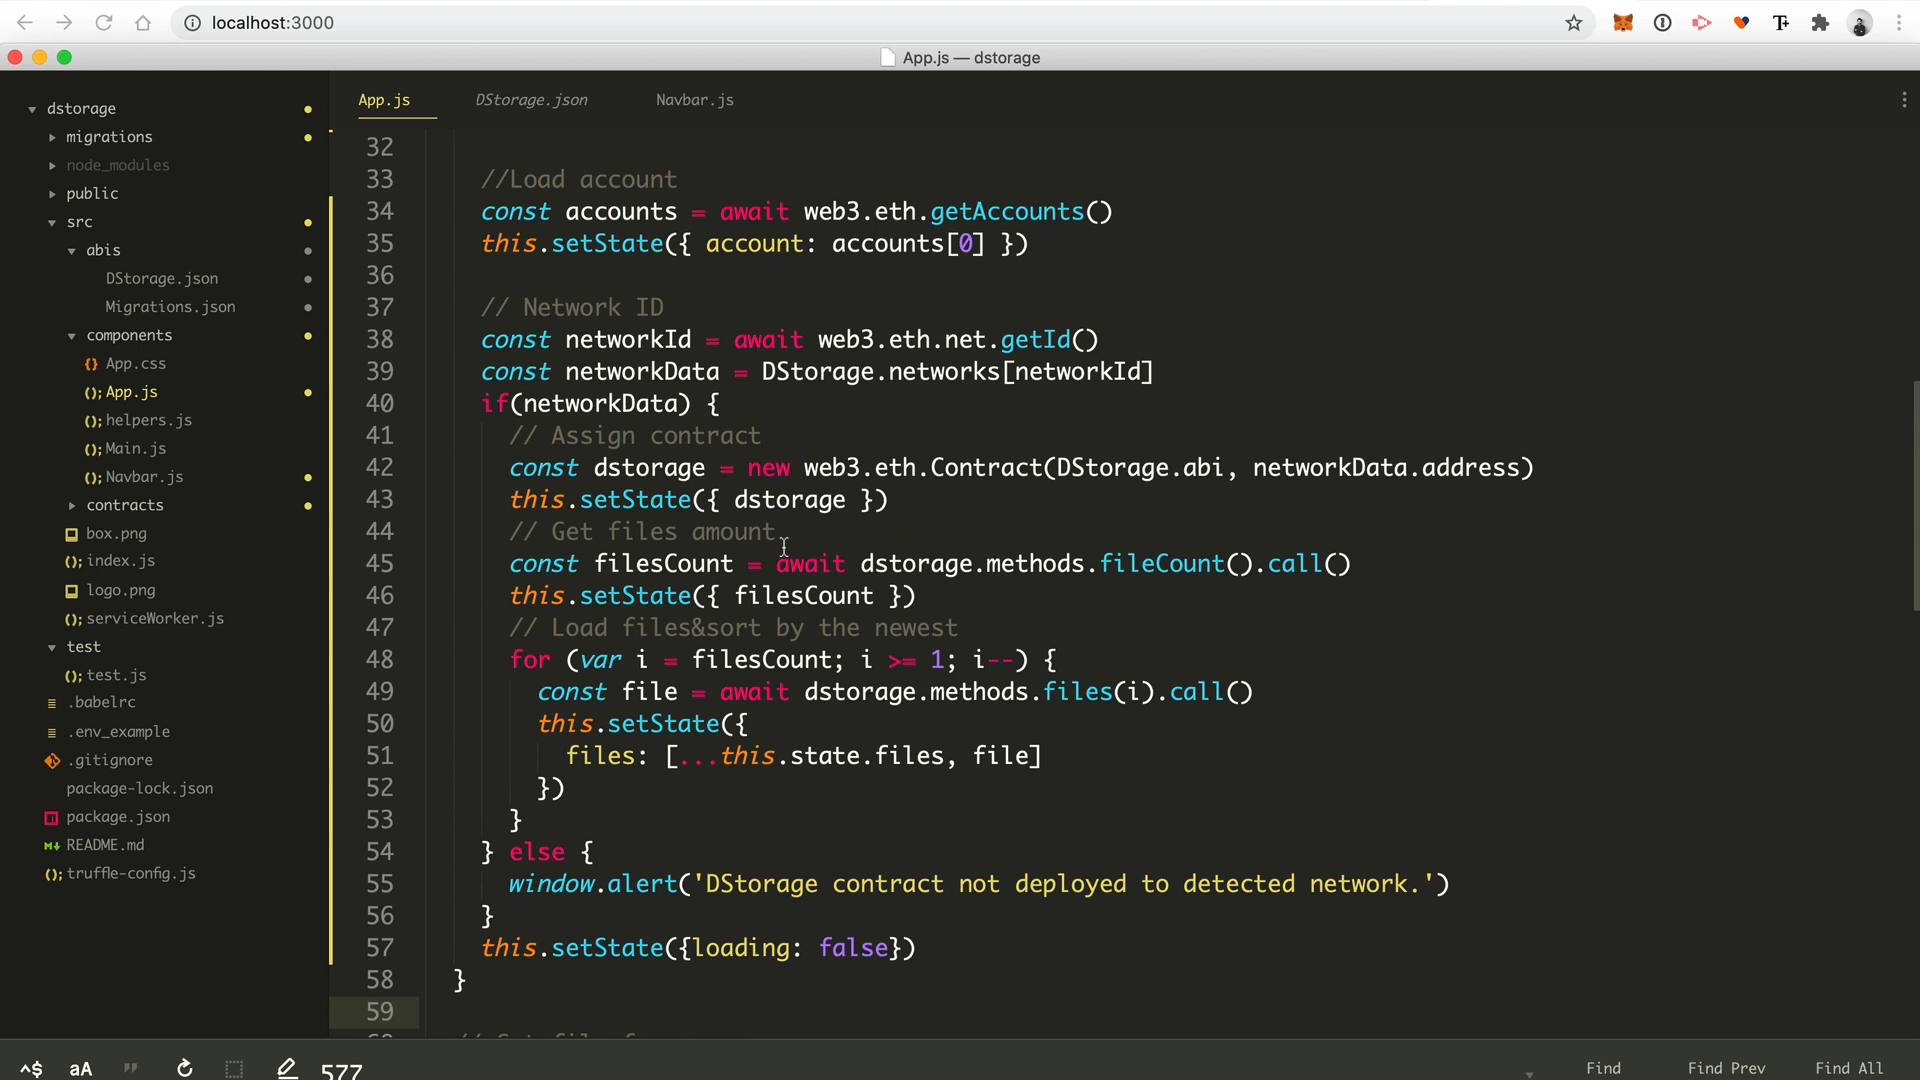 localhost:3000
App.js — dstorage
dstorage
migrations
node_modules
public
src
abis
DStorage.json
Migrations.json
components
App.css
App.js
helpers.js
Main.js
Navbar.js
contracts
box.png
index.js
logo.png
serviceWorker.js
test
test.js
.babelrc
.env_example
.gitignore
package-lock.json
package.json
README.md
truffle-config.js
App.js DStorage.json Navbar.js
32
33 //Load account
34 const accounts = await web3.eth.getAccounts()
35 this.setState({ account: accounts[0] })
36
37 // Network ID
38 const networkId = await web3.eth.net.getId()
39 const networkData = DStorage.networks[networkId]
40 if(networkData) {
41 // Assign contract
42 const dstorage = new web3.eth.Contract(DStorage.abi, networkData.address)
43 this.setState({ dstorage })
44 // Get files amount
45 const filesCount = await dstorage.methods.fileCount().call()
46 this.setState({ filesCount })
47 // Load files&sort by the newest
48 for (var i = filesCount; i >= 1; i--) {
49 const file = await dstorage.methods.files(i).call()
50 this.setState({
51 files: [...this.state.files, file]
52 })
53 }
54 } else {
55 window.alert('DStorage contract not deployed to detected network.')
56 }
57 this.setState({loading: false})
58 }
59
^$ aA " 577 Find Find Prev Find All